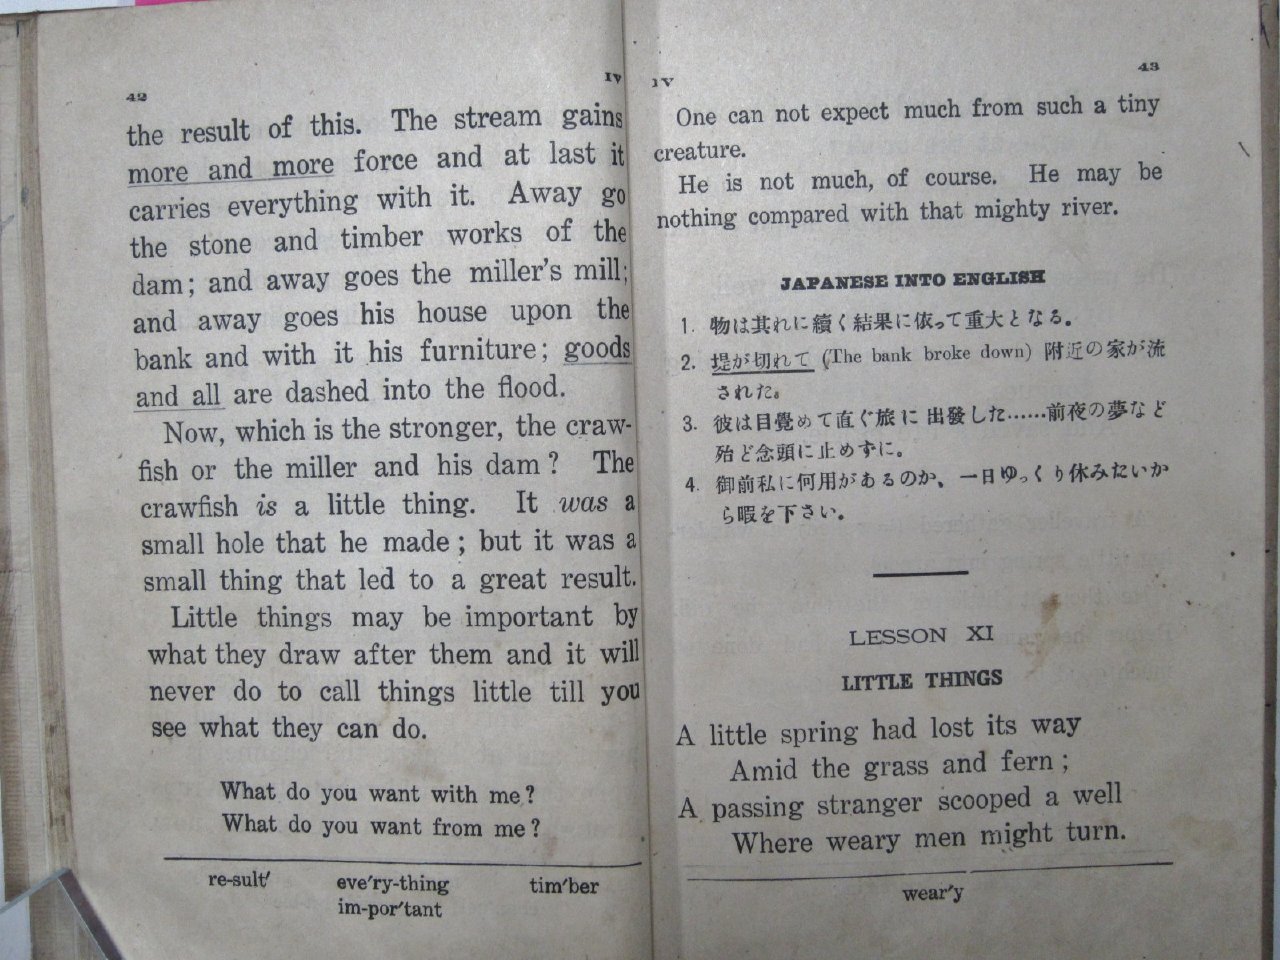 42
IV
the result of this. The stream gains
more and more force and at last it
carries everything with it. Away go
the stone and timber works of the
dam; and away goes the miller's mill;
and away goes his house upon the
bank and with it his furniture; goods
and all are dashed into the flood.
Now, which is the stronger, the craw-
fish or the miller and his dam? The
crawfish is a little thing. It was a
small hole that he made; but it was a
small thing that led to a great result.
Little things may be important by
what they draw after them and it will
never do to call things little till you
see what they can do.
What do you want with me?
What do you want from me?
re-sult′ eve′ry-thing tim′ber
im-por′tant
IV
43
One can not expect much from such a tiny
creature.
He is not much, of course. He may be
nothing compared with that mighty river.
JAPANESE INTO ENGLISH
1. 物は其れに續く結果に依って重大となる。
2. 堤が切れて (The bank broke down) 附近の家が流
された。
3. 彼は目覺めて直ぐ旅に出發した……前夜の夢など
殆ど念頭に止めずに。
4. 御前私に何用があるのか、一日ゆっくり休みたいか
ら暇を下さい。
LESSON XI
LITTLE THINGS
A little spring had lost its way
Amid the grass and fern;
A passing stranger scooped a well
Where weary men might turn.
wear′y